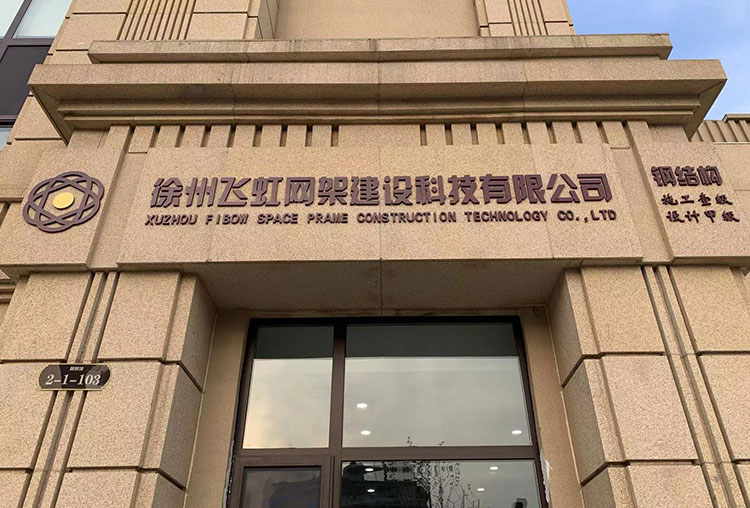 徐州飞虹网架建设科技有限公司
XUZHOU FIBOW SPACE PRAME CONSTRUCTION TECHNOLOGY CO.,LTD
钢结构
施工壹级
设计甲级
2-1-103